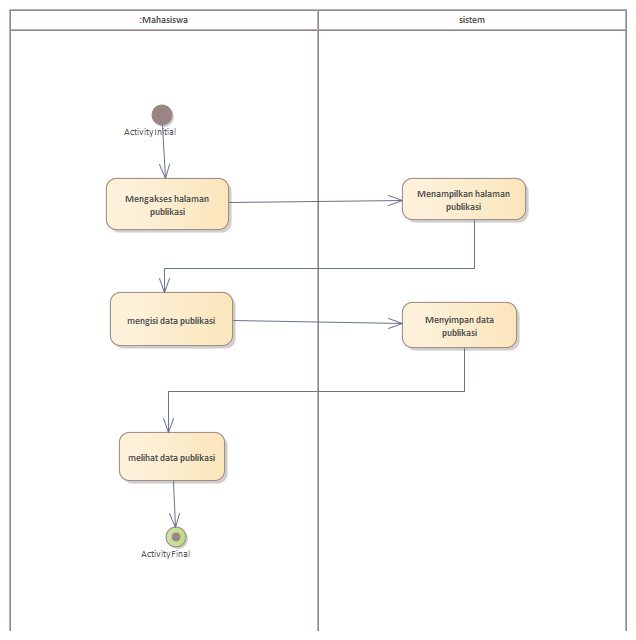 :Mahasiswa
sistem
ActivityInitial
Mengakses halaman
publikasi
Menampilkan halaman
publikasi
mengisi data publikasi
Menyimpan data
publikasi
melihat data publikasi
ActivityFinal